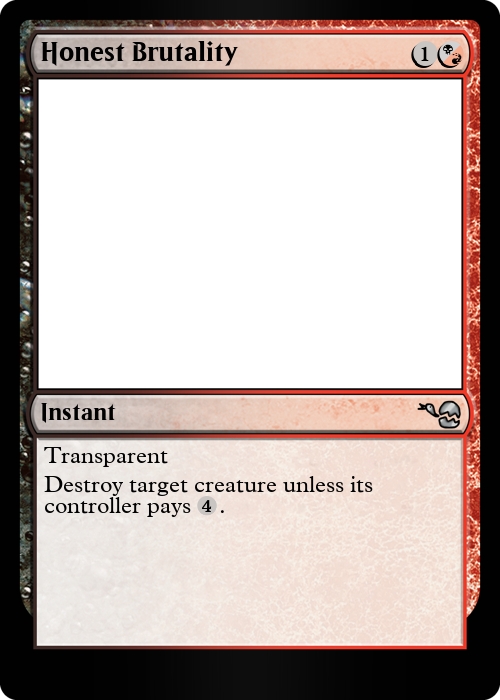 Honest Brutality 1
Instant
Transparent
Destroy target creature unless its
controller pays 4.